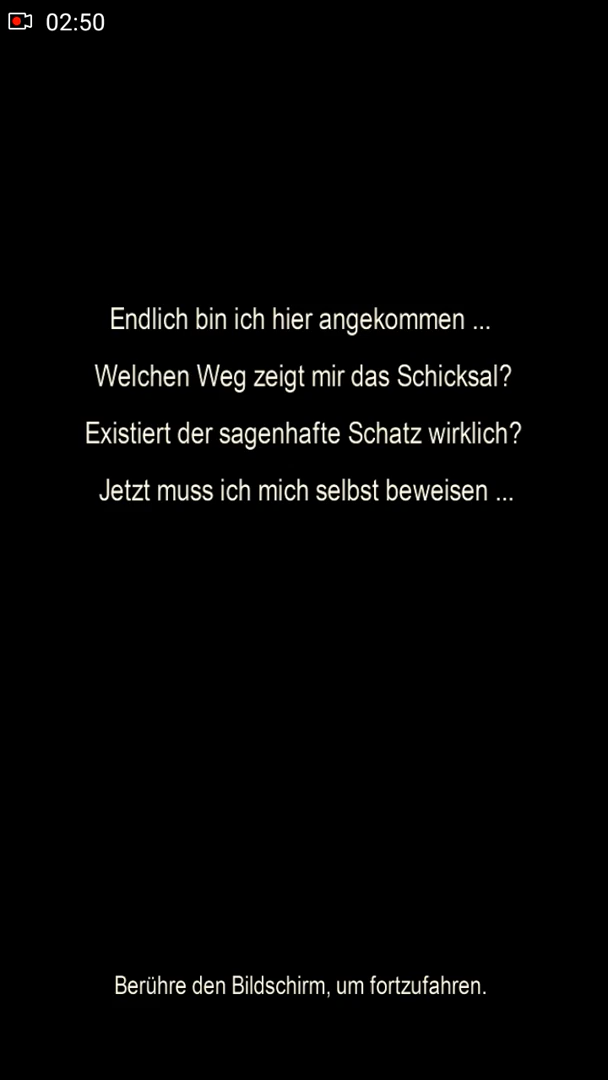 02:50
Endlich bin ich hier angekommen ...
Welchen Weg zeigt mir das Schicksal?
Existiert der sagenhafte Schatz wirklich?
Jetzt muss ich mich selbst beweisen ...
Berühre den Bildschirm, um fortzufahren.